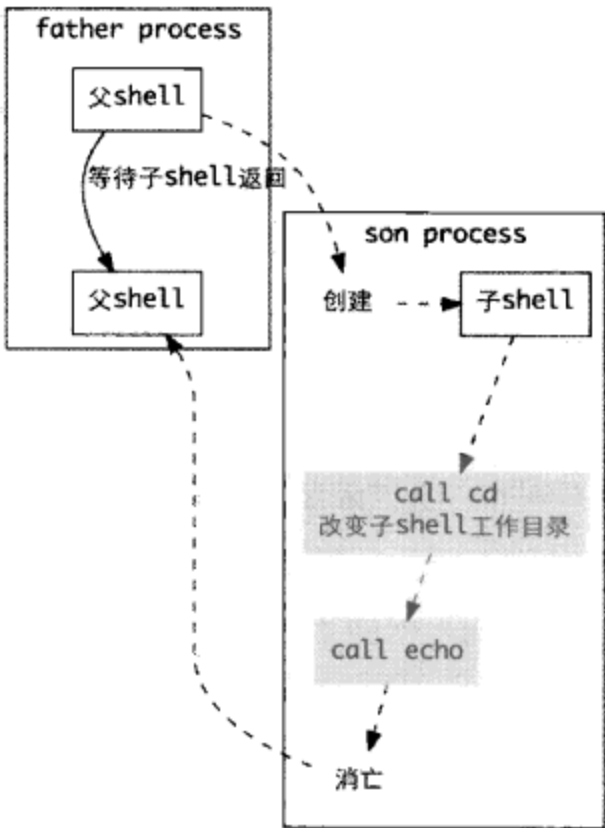 father process
父shell
等待子shell返回
父shell
son process
创建
子shell
call cd
改变子shell工作目录
call echo
消亡